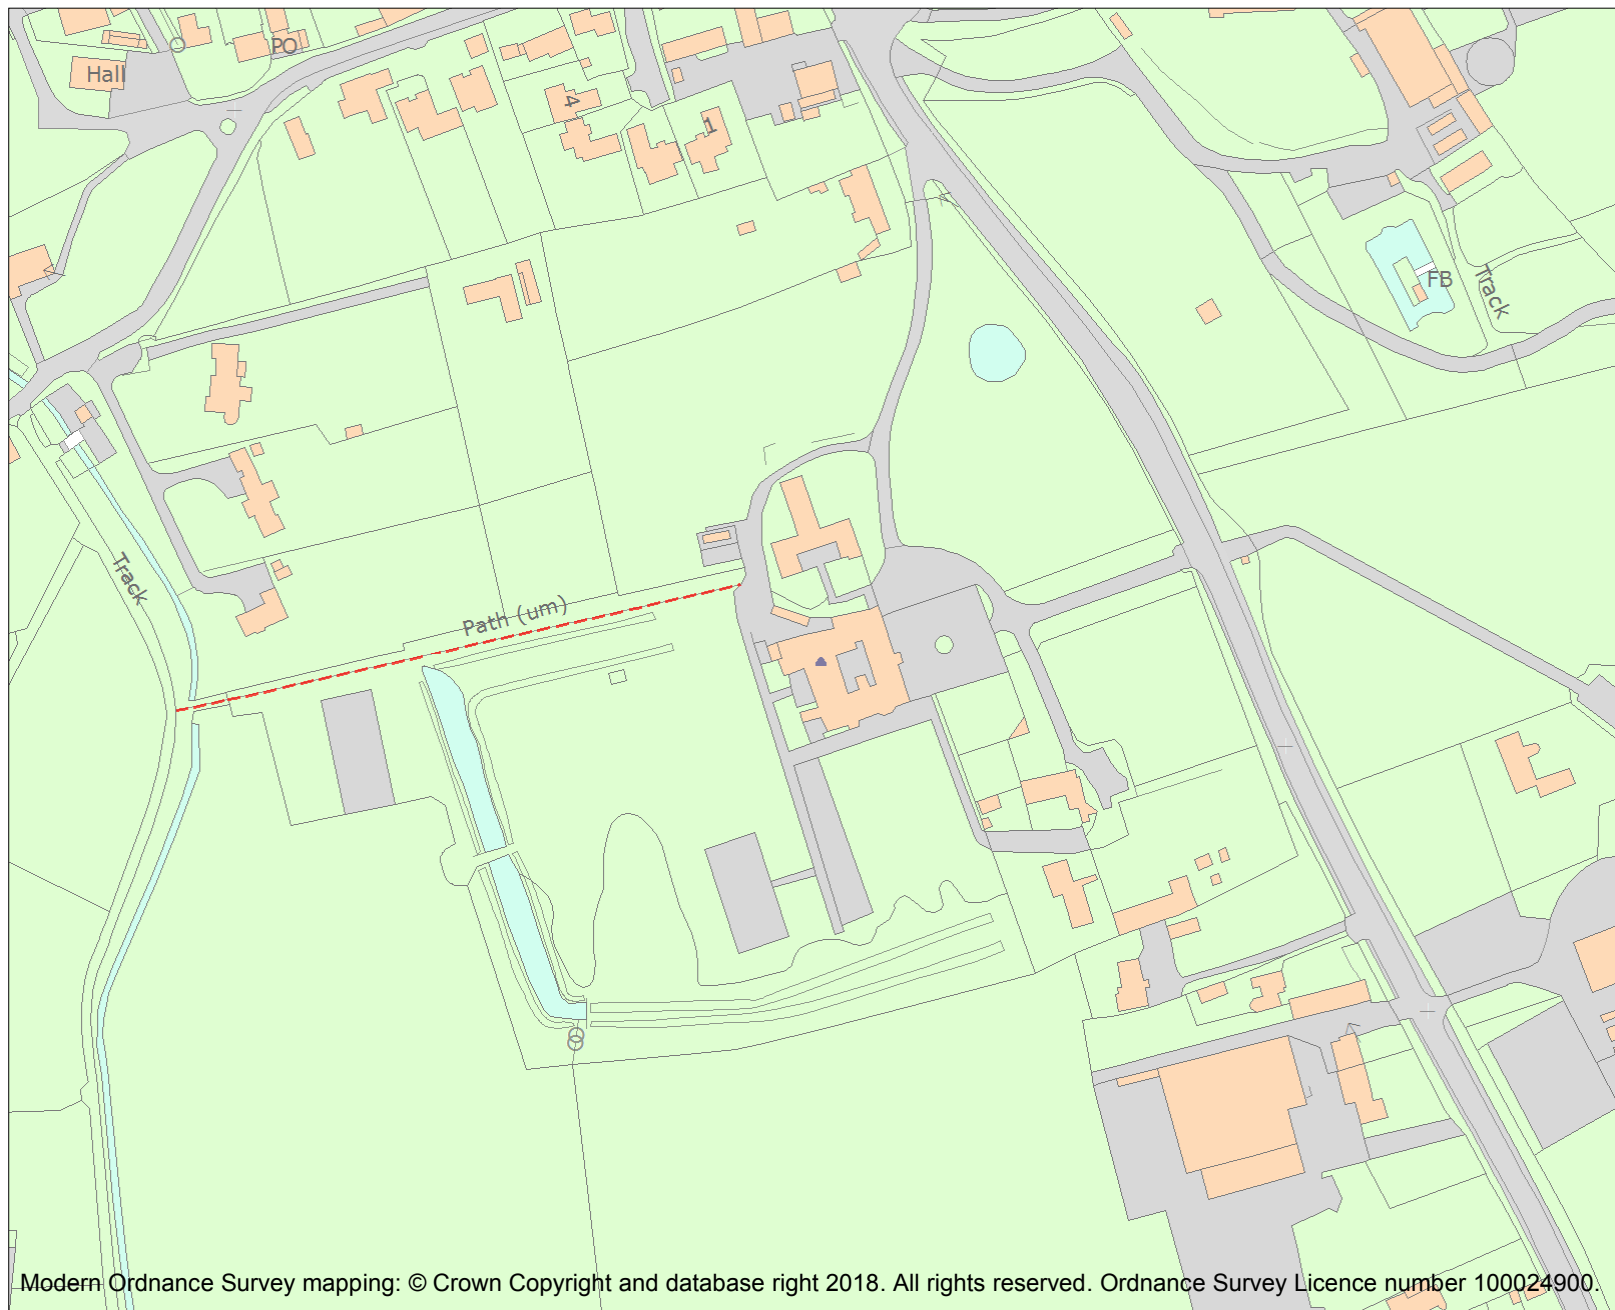 PO
Hall
4
1
FB
Track
Track
Path (um)
Modern Ordnance Survey mapping: © Crown Copyright and database right 2018. All rights reserved. Ordnance Survey Licence number 100024900.